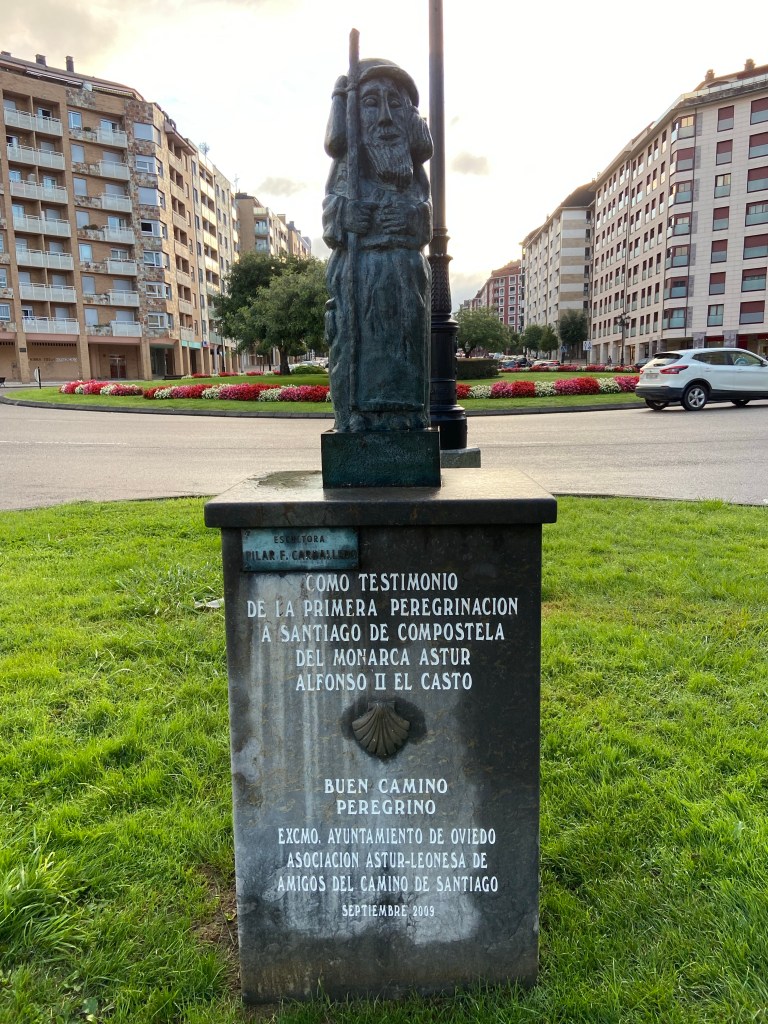 ESCRITORA
PILAR F. CARBALLEDO
COMO TESTIMONIO
DE LA PRIMERA PEREGRINACION
A SANTIAGO DE COMPOSTELA
DEL MONARCA ASTUR
ALFONSO II EL CASTO
BUEN CAMINO
PEREGRINO
EXCMO. AYUNTAMIENTO DE OVIEDO
ASOCIACION ASTUR-LEONESA DE
AMIGOS DEL CAMINO DE SANTIAGO
SEPTIEMBRE 2009